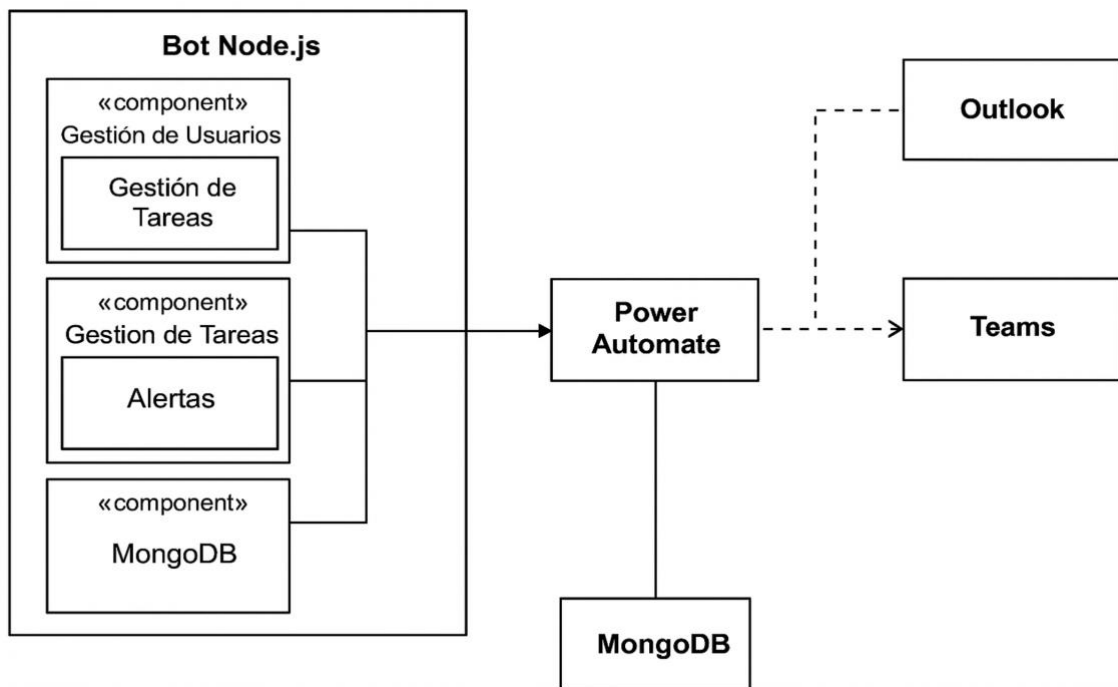 Bot Node.js
«component»
Gestión de Usuarios
Gestión de
Tareas
«component»
Gestion de Tareas
Alertas
«component»
MongoDB
Power
Automate
MongoDB
Outlook
Teams